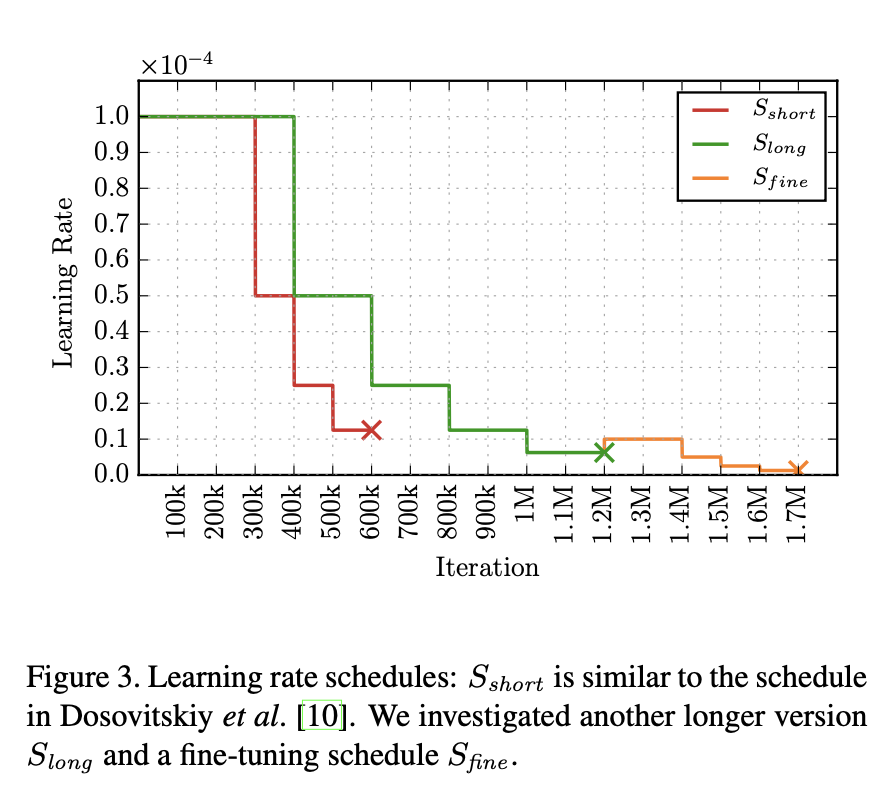 ×10⁻⁴
1.0
0.9
0.8
0.7
0.6
0.5
0.4
0.3
0.2
0.1
0.0
Learning Rate
S_short
S_long
S_fine
100k
200k
300k
400k
500k
600k
700k
800k
900k
1M
1.1M
1.2M
1.3M
1.4M
1.5M
1.6M
1.7M
Iteration
Figure 3. Learning rate schedules: S_short is similar to the schedule
in Dosovitskiy et al. [10]. We investigated another longer version
S_long and a fine-tuning schedule S_fine.